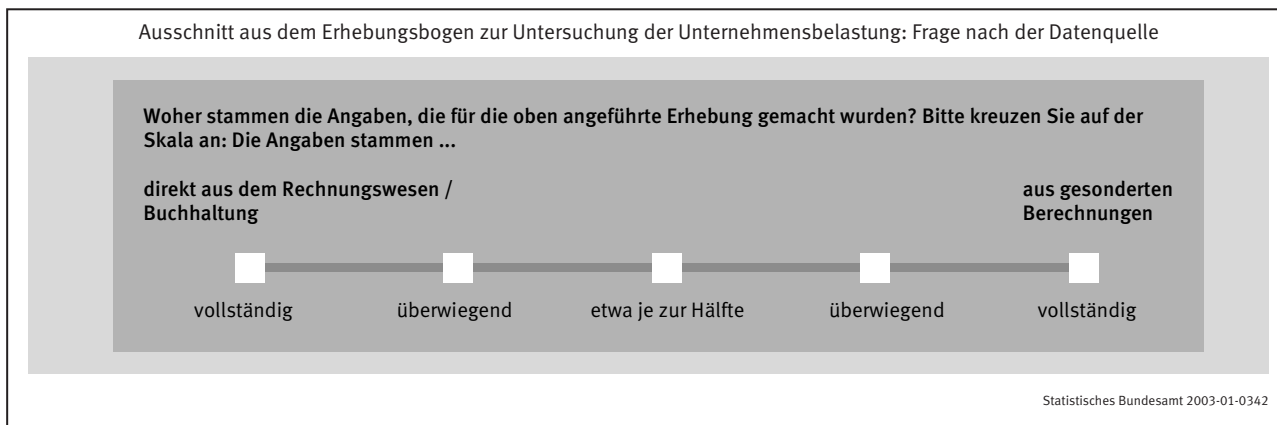 Ausschnitt aus dem Erhebungsbogen zur Untersuchung der Unternehmensbelastung: Frage nach der Datenquelle
Woher stammen die Angaben, die für die oben angeführte Erhebung gemacht wurden? Bitte kreuzen Sie auf der
Skala an: Die Angaben stammen ...
direkt aus dem Rechnungswesen /
Buchhaltung
aus gesonderten
Berechnungen
vollständig überwiegend etwa je zur Hälfte überwiegend vollständig
Statistisches Bundesamt 2003-01-0342